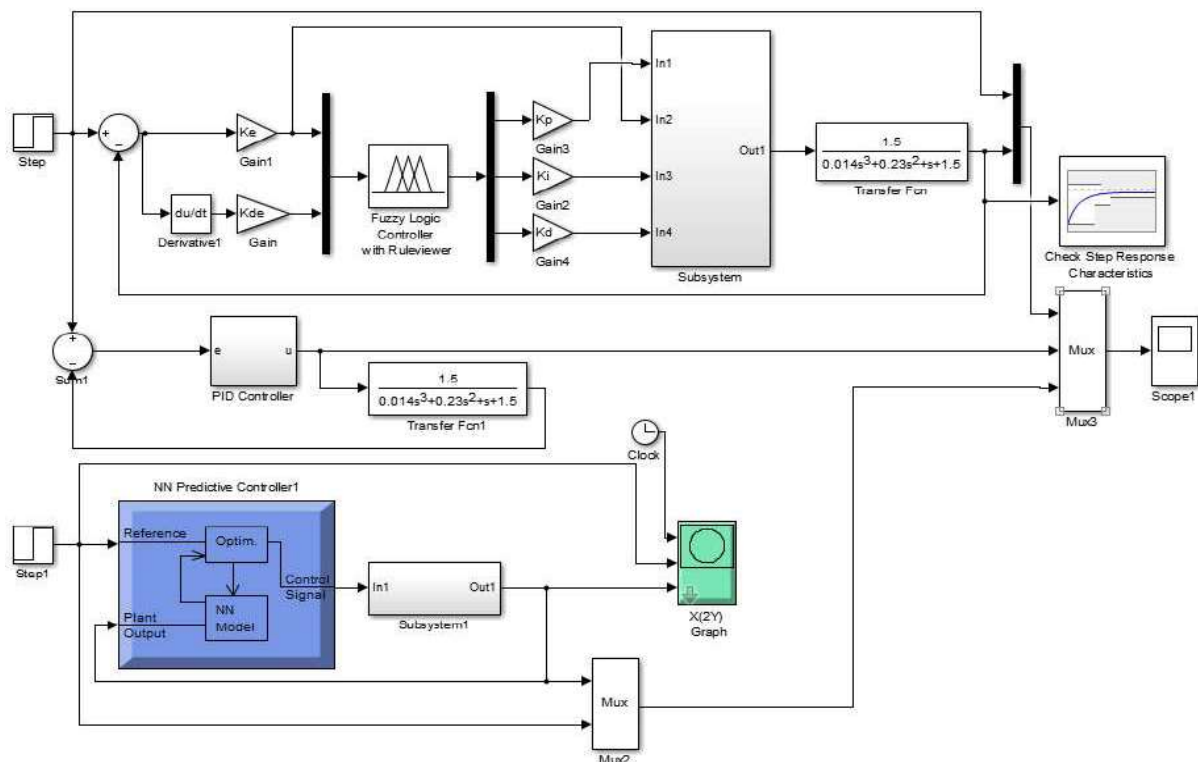 Step
+
−
Ke
Gain1
du/dt
Derivative1
Kde
Gain
Fuzzy Logic
Controller
with Ruleviewer
Kp
Gain3
Ki
Gain2
Kd
Gain4
In1
In2
In3
In4
Out1
Subsystem
1.5
0.014s³+0.23s²+s+1.5
Transfer Fcn
Check Step Response
Characteristics
+
−
Sum1
e
u
PID Controller
1.5
0.014s³+0.23s²+s+1.5
Transfer Fcn1
Mux
Mux3
Scope1
Clock
NN Predictive Controller1
Step1
Reference
Optim.
Control
Signal
Plant
Output
NN
Model
In1
Out1
Subsystem1
X(2Y)
Graph
Mux
Mux2